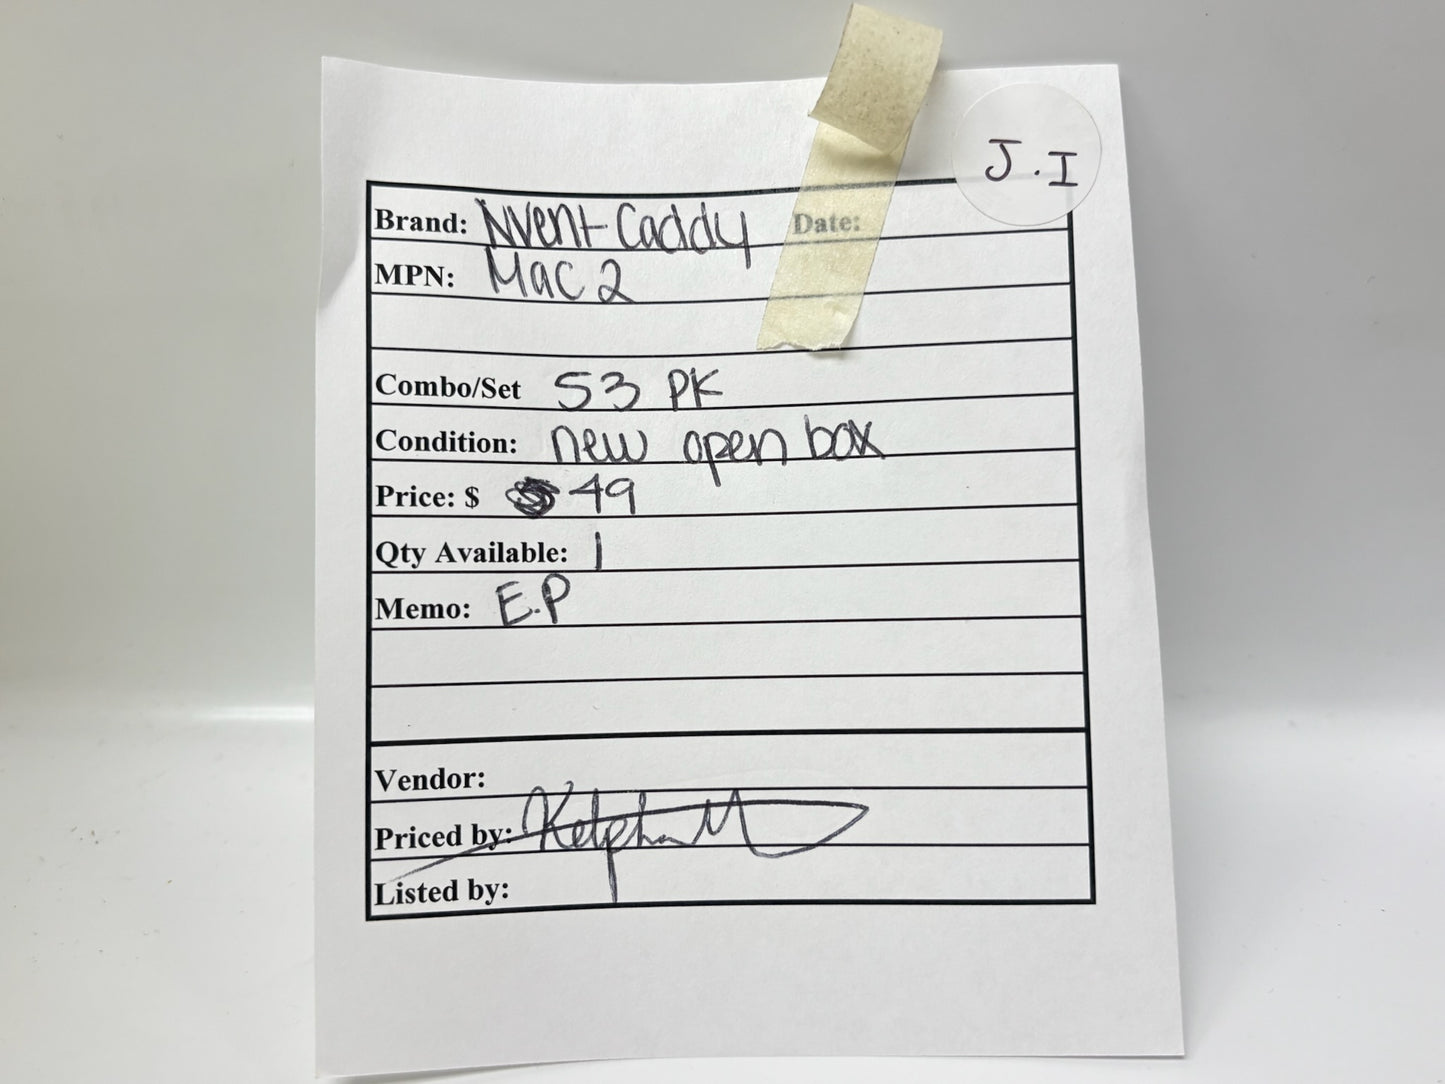 J.I
Brand: Nvent Caddy Date:
MPN: Mac 2
Combo/Set 53 PK
Condition: new open box
Price: $ 49
Qty Available: 1
Memo: E.P
Vendor:
Priced by:
Listed by: